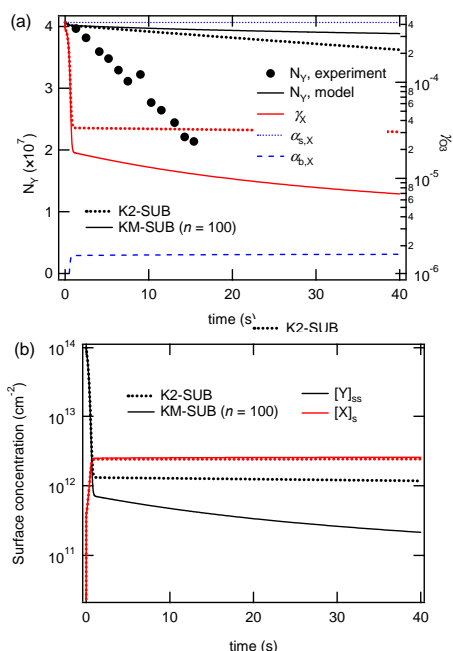 (a)
4
3
2
1
0
N_Y (×10^7)
N_Y, experiment
N_Y, model
γ_X
α_s,X
α_b,X
K2-SUB
KM-SUB (n = 100)
4
2
10^-4
8
6
4
2
10^-5
8
6
4
2
10^-6
γ_O3
0
10
20
30
40
time (s)
K2-SUB
(b)
10^14
10^13
10^12
10^11
Surface concentration (cm^-2)
K2-SUB
KM-SUB (n = 100)
[Y]_ss
[X]_s
0
10
20
30
40
time (s)